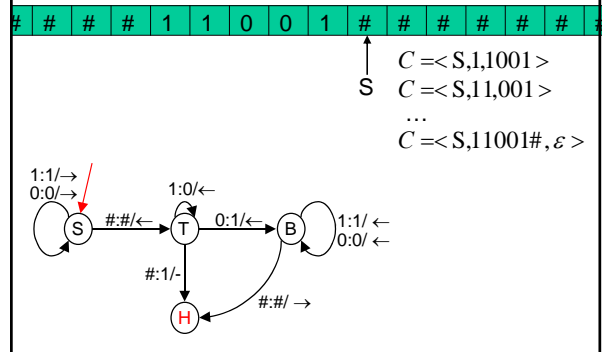 # # # # 1 1 0 0 1 # # # # # # #
C =< S,1,1001 >
S C =< S,11,001 >
...
C =< S,11001#, ε >
1:1/→
0:0/→
1:0/←
S #:#/← T 0:1/← B 1:1/ ←
0:0/ ←
#:1/-
#:#/ →
H